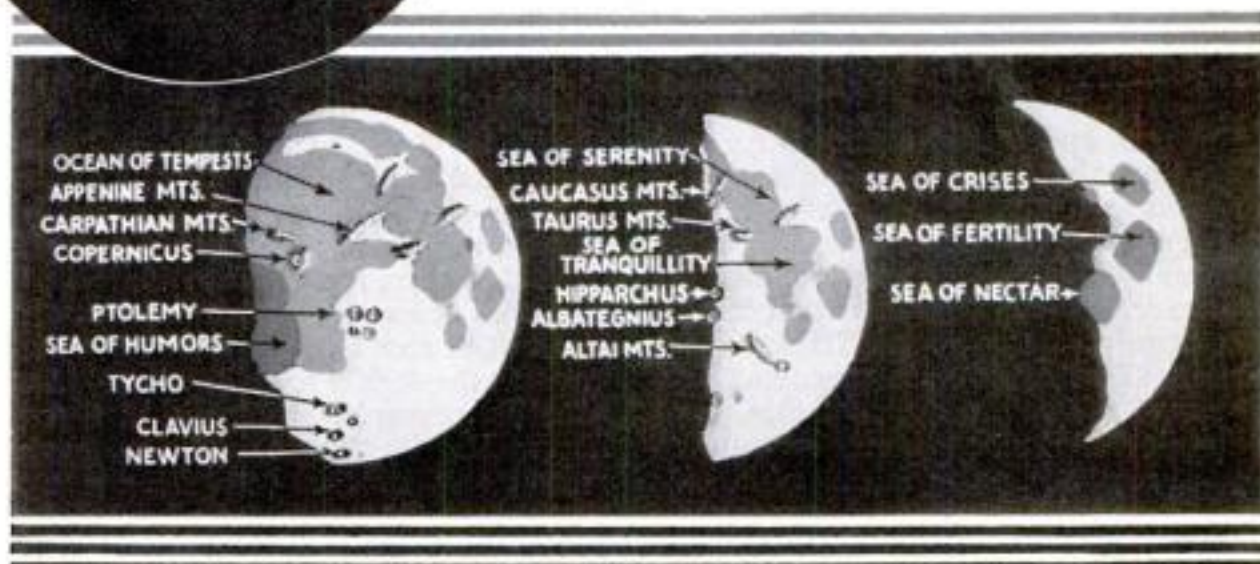 OCEAN OF TEMPESTS
APPENINE MTS.
CARPATHIAN MTS.
COPERNICUS
PTOLEMY
SEA OF HUMORS
TYCHO
CLAVIUS
NEWTON
SEA OF SERENITY
CAUCASUS MTS.
TAURUS MTS.
SEA OF
TRANQUILLITY
HIPPARCHUS
ALBATEGNIUS
ALTAI MTS.
SEA OF CRISES
SEA OF FERTILITY
SEA OF NECTAR